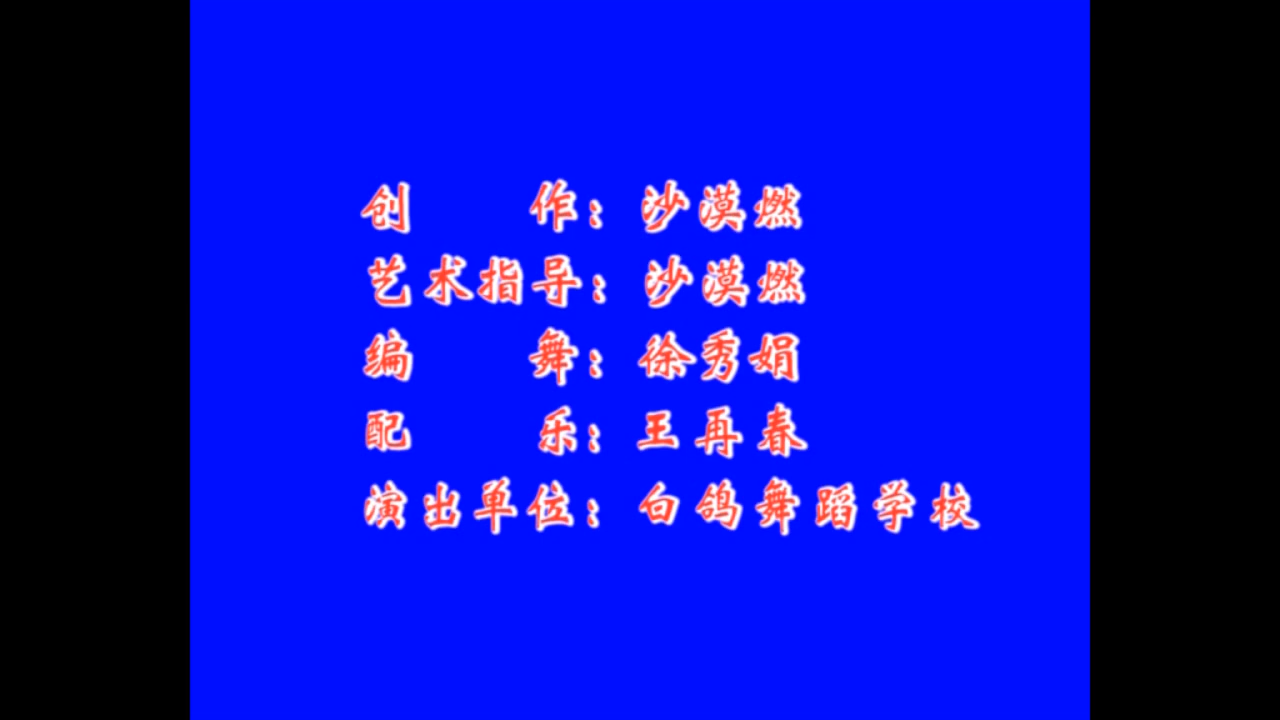 创 作：沙漠燃
艺术指导：沙漠燃
编 舞：徐秀娟
配 乐：王再春
演出单位：白鸽舞蹈学校